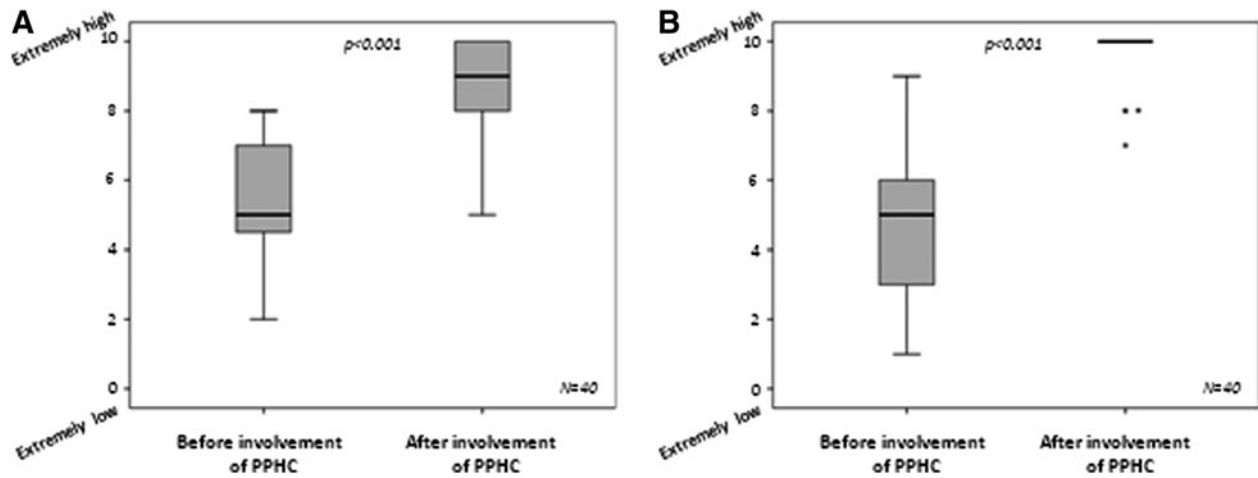 A
Extremely high
10
8
6
4
2
0
Extremely low
p<0.001
N=40
Before involvement
of PPHC
After involvement
of PPHC
B
Extremely high
10
8
6
4
2
0
Extremely low
p<0.001
N=40
Before involvement
of PPHC
After involvement
of PPHC